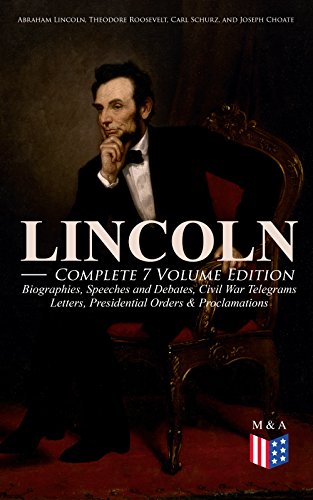 Abraham Lincoln, Theodore Roosevelt, Carl Schurz, and Joseph Choate
LINCOLN
Complete 7 Volume Edition
Biographies, Speeches and Debates, Civil War Telegrams
Letters, Presidential Orders & Proclamations
M & A